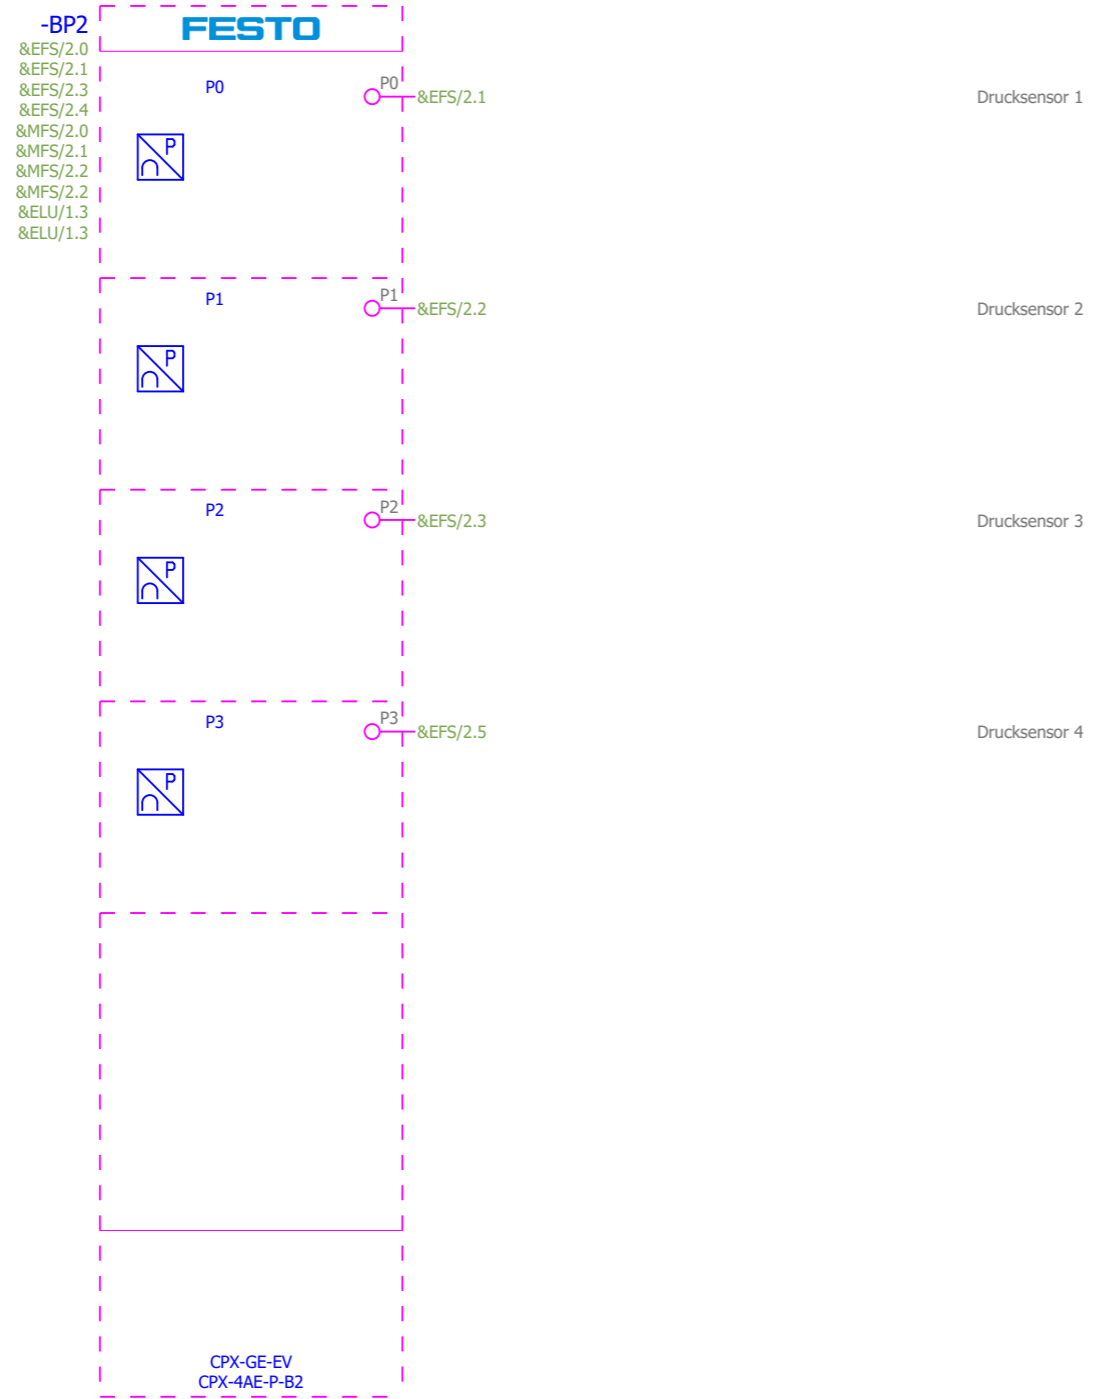 -BP2
FESTO
&EFS/2.0
&EFS/2.1
&EFS/2.3
&EFS/2.4
&MFS/2.0
&MFS/2.1
&MFS/2.2
&MFS/2.2
&ELU/1.3
&ELU/1.3
P0
P0
&EFS/2.1
Drucksensor 1
P
P1
P1
&EFS/2.2
Drucksensor 2
P
P2
P2
&EFS/2.3
Drucksensor 3
P
P3
P3
&EFS/2.5
Drucksensor 4
P
CPX-GE-EV
CPX-4AE-P-B2